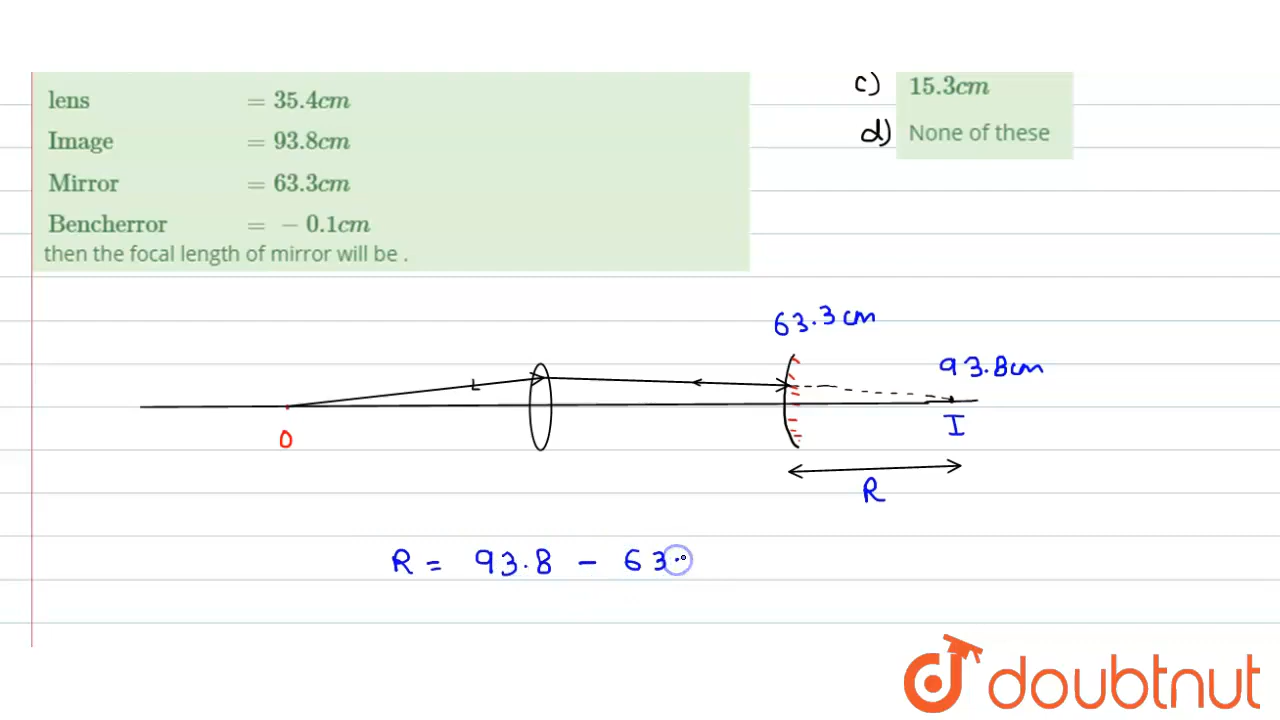 lens = 35.4cm
Image = 93.8cm
Mirror = 63.3cm
Bencherror = - 0.1cm
then the focal length of mirror will be .
c) 15.3cm
d) None of these
63.3 cm
93.8cm
L
O
I
R
R = 93.8 - 63.
doubtnut